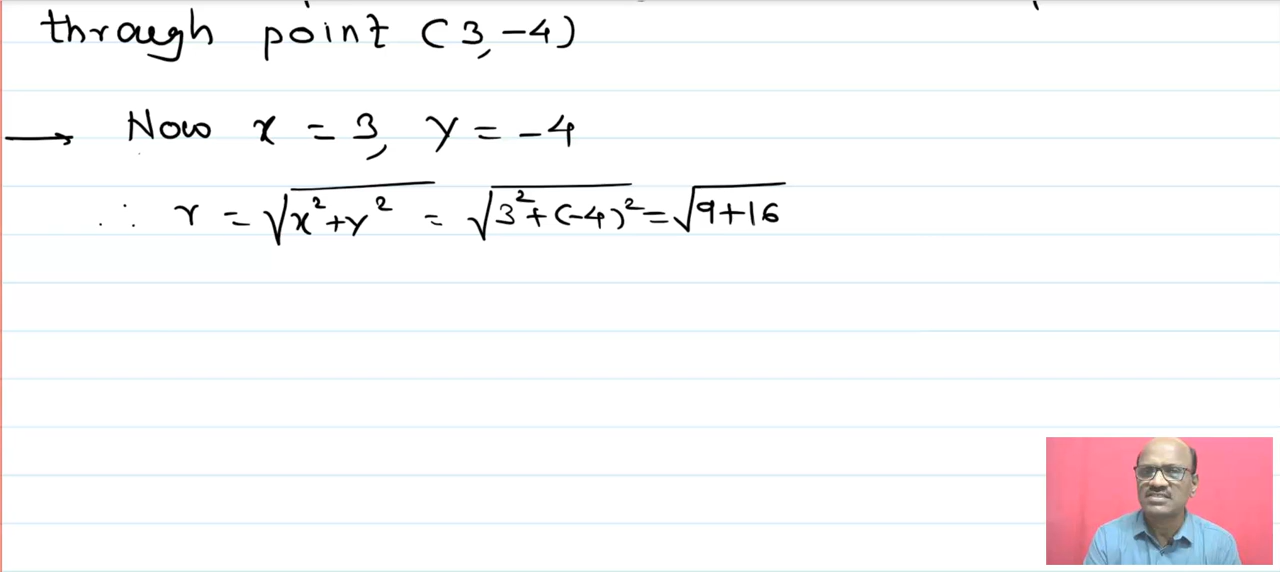 through point (3, -4)
→ Now x = 3, y = -4
∴ r = √x²+y² = √3²+(-4)² = √9+16